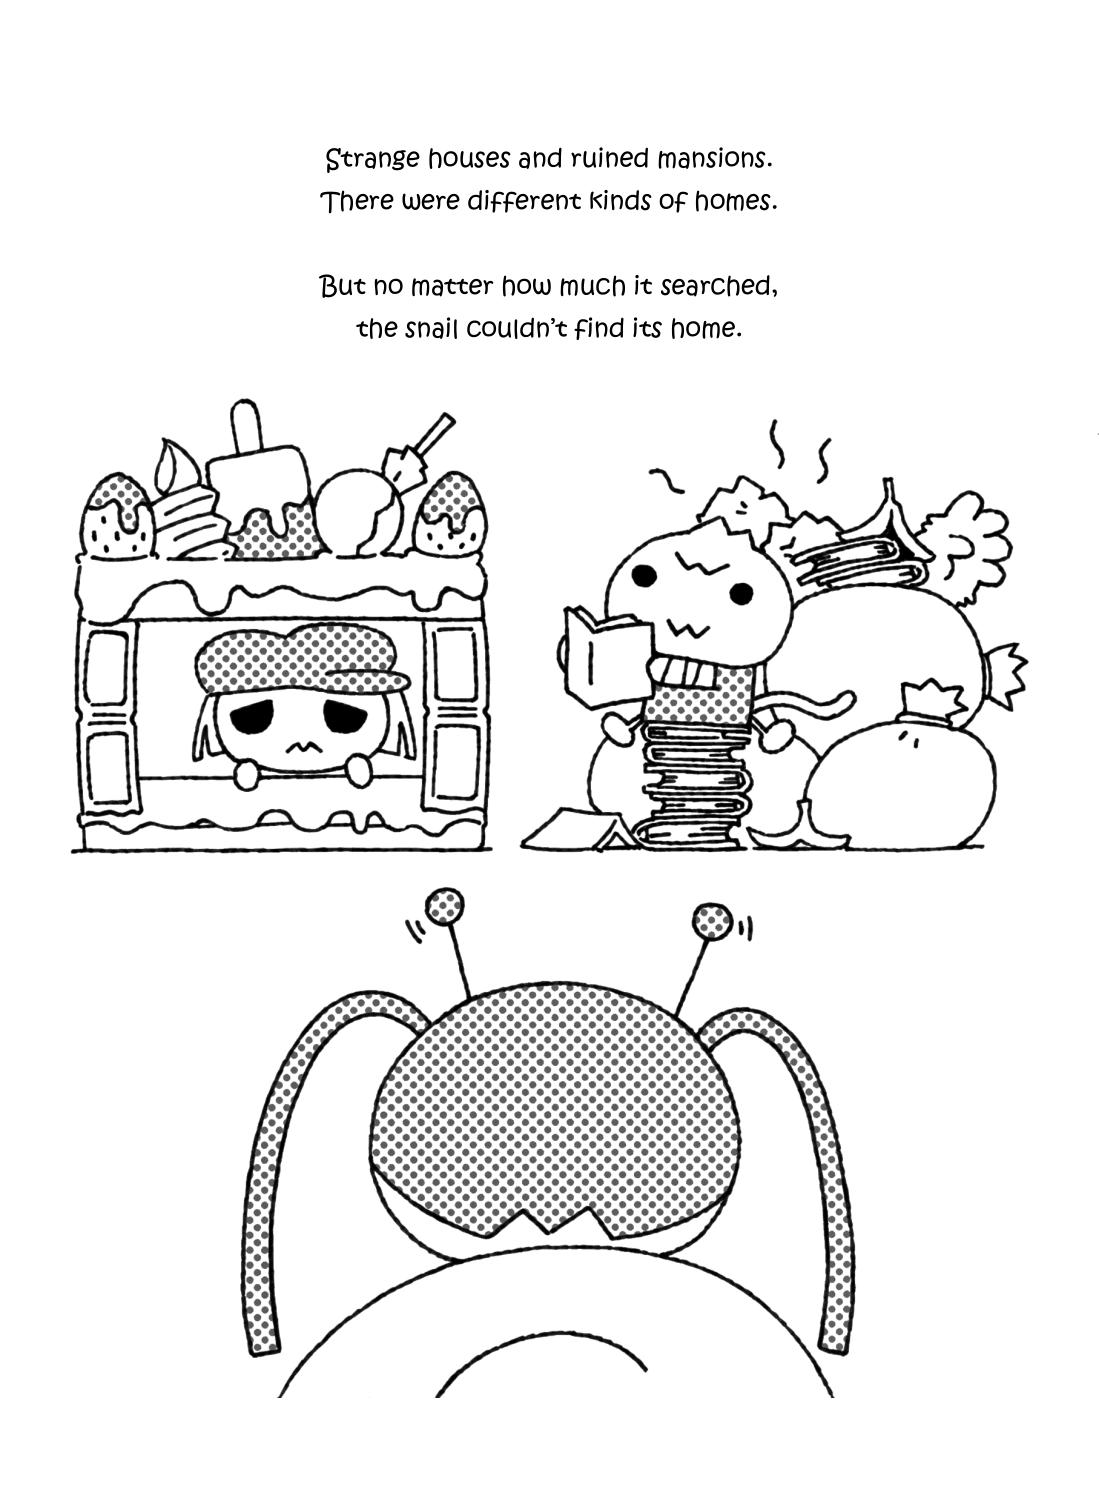 Strange houses and ruined mansions.
There were different kinds of homes.
But no matter how much it searched,
the snail couldn't find its home.